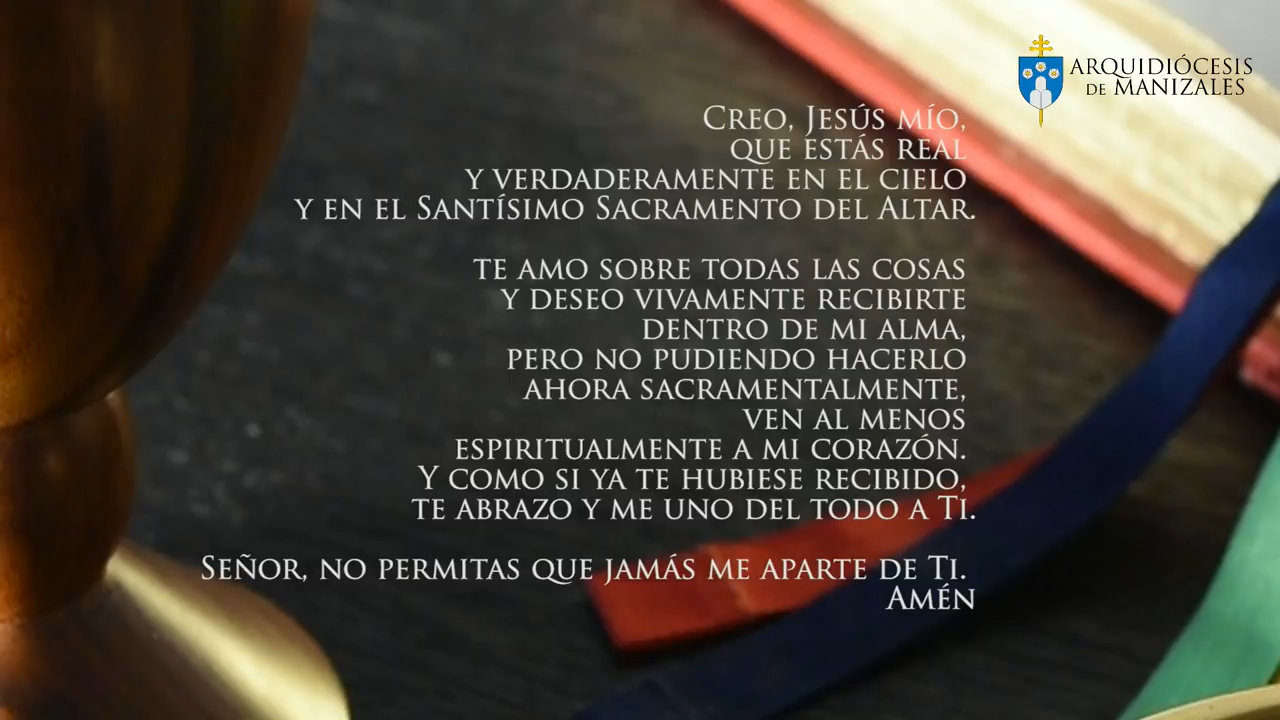 ARQUIDIÓCESIS
DE MANIZALES
CREO, JESÚS MÍO,
QUE ESTÁS REAL
Y VERDADERAMENTE EN EL CIELO
Y EN EL SANTÍSIMO SACRAMENTO DEL ALTAR.
TE AMO SOBRE TODAS LAS COSAS
Y DESEO VIVAMENTE RECIBIRTE
DENTRO DE MI ALMA,
PERO NO PUDIENDO HACERLO
AHORA SACRAMENTALMENTE,
VEN AL MENOS
ESPIRITUALMENTE A MI CORAZÓN.
Y COMO SI YA TE HUBIESE RECIBIDO,
TE ABRAZO Y ME UNO DEL TODO A TI.
SEÑOR, NO PERMITAS QUE JAMÁS ME APARTE DE TI.
AMÉN